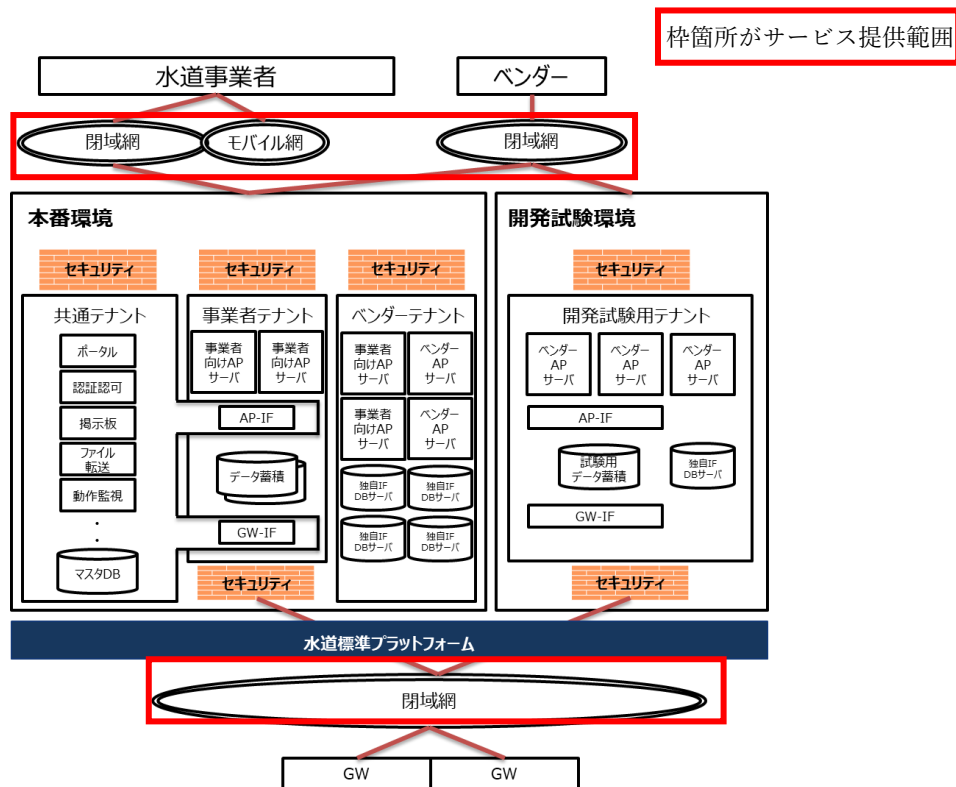 枠箇所がサービス提供範囲
水道事業者
ベンダー
閉域網
モバイル網
閉域網
本番環境
セキュリティ
セキュリティ
セキュリティ
共通テナント
ポータル
認証認可
掲示板
ファイル
転送
動作監視
・
・
マスタDB
事業者テナント
事業者
向けAP
サーバ
事業者
向けAP
サーバ
AP-IF
データ蓄積
GW-IF
セキュリティ
ベンダーテナント
事業者
向けAP
サーバ
ベンダー
AP
サーバ
事業者
向けAP
サーバ
ベンダー
AP
サーバ
独自IF
DBサーバ
独自IF
DBサーバ
独自IF
DBサーバ
独自IF
DBサーバ
開発試験環境
セキュリティ
開発試験用テナント
ベンダー
AP
サーバ
ベンダー
AP
サーバ
ベンダー
AP
サーバ
AP-IF
試験用
データ蓄積
独自IF
DBサーバ
GW-IF
セキュリティ
水道標準プラットフォーム
閉域網
GW
GW